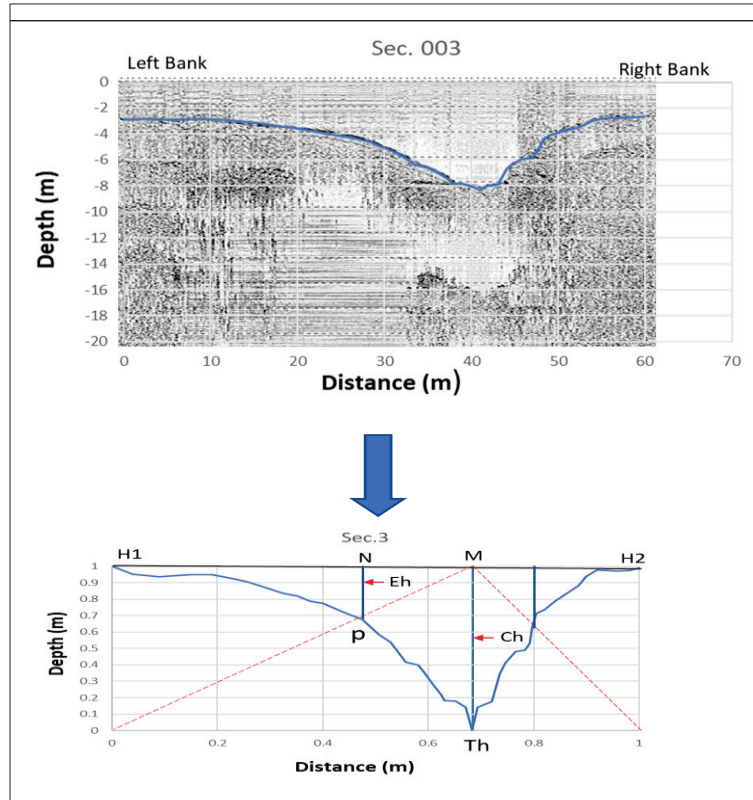 Sec. 003
Left Bank
Right Bank
0
-2
-4
-6
-8
-10
-12
-14
-16
-18
-20
Depth (m)
0 10 20 30 40 50 60 70
Distance (m)
Sec.3
H1 N M H2
1
0.9
0.8
0.7
0.6
0.5
0.4
0.3
0.2
0.1
0
Depth (m)
Eh
p
Ch
Th
0 0.2 0.4 0.6 0.8 1
Distance (m)